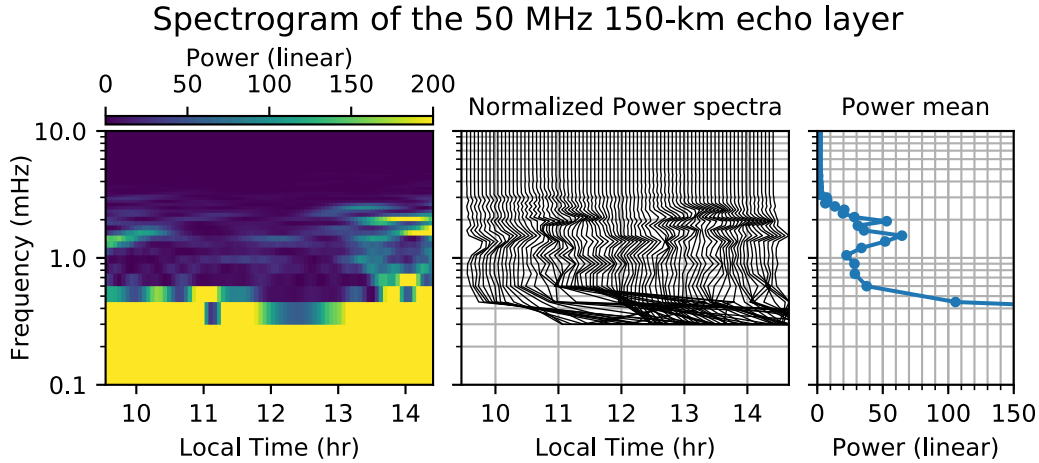 Spectrogram of the 50 MHz 150-km echo layer
Power (linear)
0 50 100 150 200
Normalized Power spectra
Power mean
10.0
1.0
0.1
Frequency (mHz)
10 11 12 13 14
Local Time (hr)
10 11 12 13 14
Local Time (hr)
0 50 100 150
Power (linear)